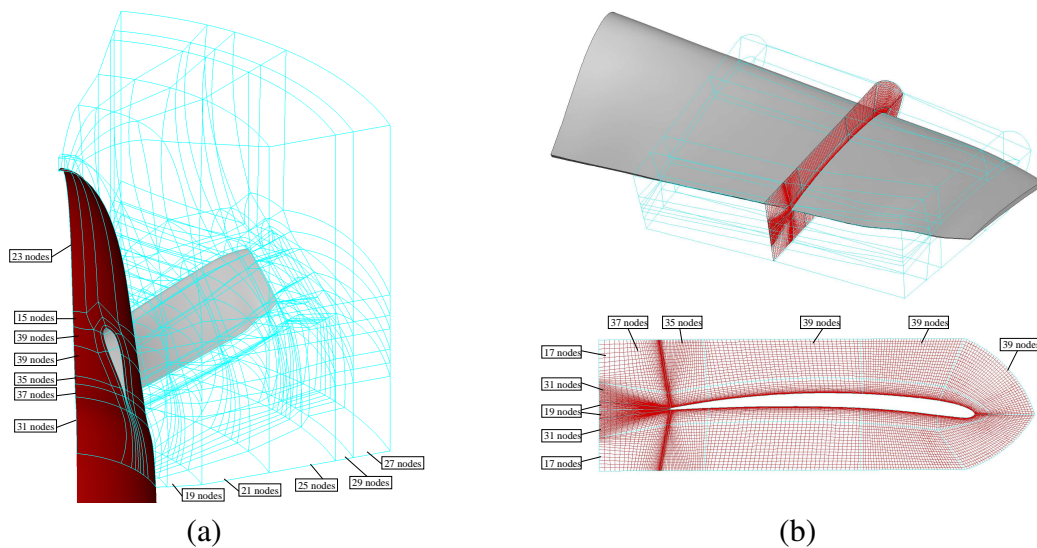 23 nodes
15 nodes
39 nodes
39 nodes
35 nodes
37 nodes
31 nodes
19 nodes
21 nodes
25 nodes
29 nodes
27 nodes
(a)
37 nodes
35 nodes
39 nodes
39 nodes
39 nodes
17 nodes
31 nodes
19 nodes
31 nodes
17 nodes
(b)